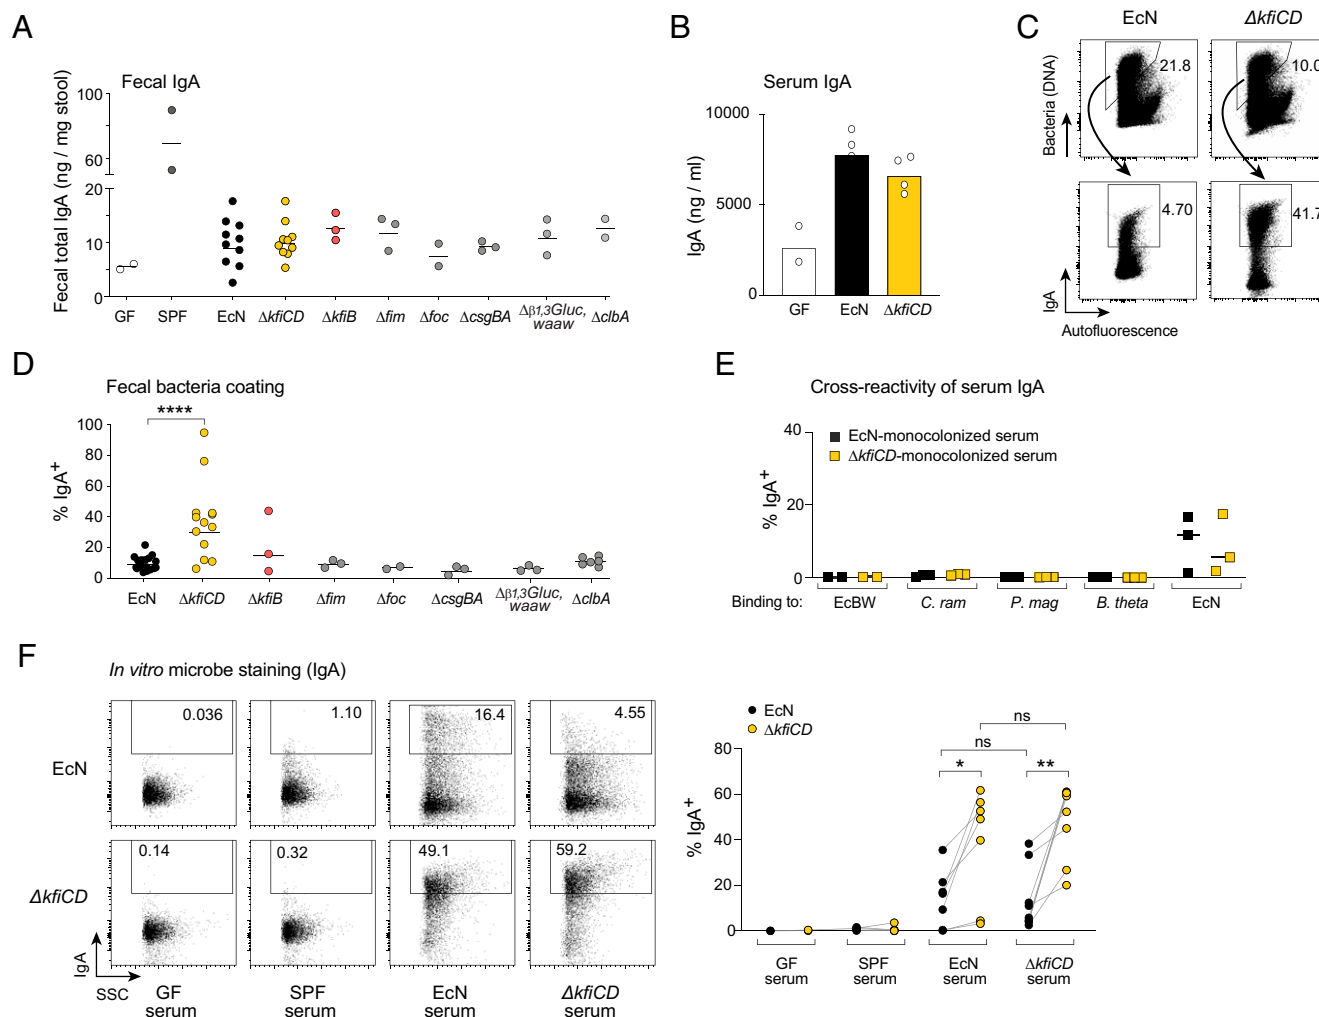 A
Fecal IgA
Fecal total IgA (ng / mg stool)
100
60
20
10
0
GF SPF EcN ΔkfiCD ΔkfiB Δfim Δfoc ΔcsgBA Δβ1,3Gluc, waaw ΔclbA
B
Serum IgA
IgA (ng / ml)
10000
5000
0
GF EcN ΔkfiCD
C
EcN ΔkfiCD
Bacteria (DNA)
21.8 10.0
4.70 41.7
IgA
Autofluorescence
D
Fecal bacteria coating
****
% IgA+
100
80
60
40
20
0
EcN ΔkfiCD ΔkfiB Δfim Δfoc ΔcsgBA Δβ1,3Gluc, waaw ΔclbA
E
Cross-reactivity of serum IgA
EcN-monocolonized serum
ΔkfiCD-monocolonized serum
% IgA+
40
20
0
Binding to: EcBW C. ram P. mag B. theta EcN
F
In vitro microbe staining (IgA)
EcN
0.036 1.10 16.4 4.55
ΔkfiCD
0.14 0.32 49.1 59.2
IgA
SSC
GF serum
SPF serum
EcN serum
ΔkfiCD serum
EcN
ΔkfiCD
ns
ns
* **
% IgA+
80
60
40
20
0
GF serum
SPF serum
EcN serum
ΔkfiCD serum